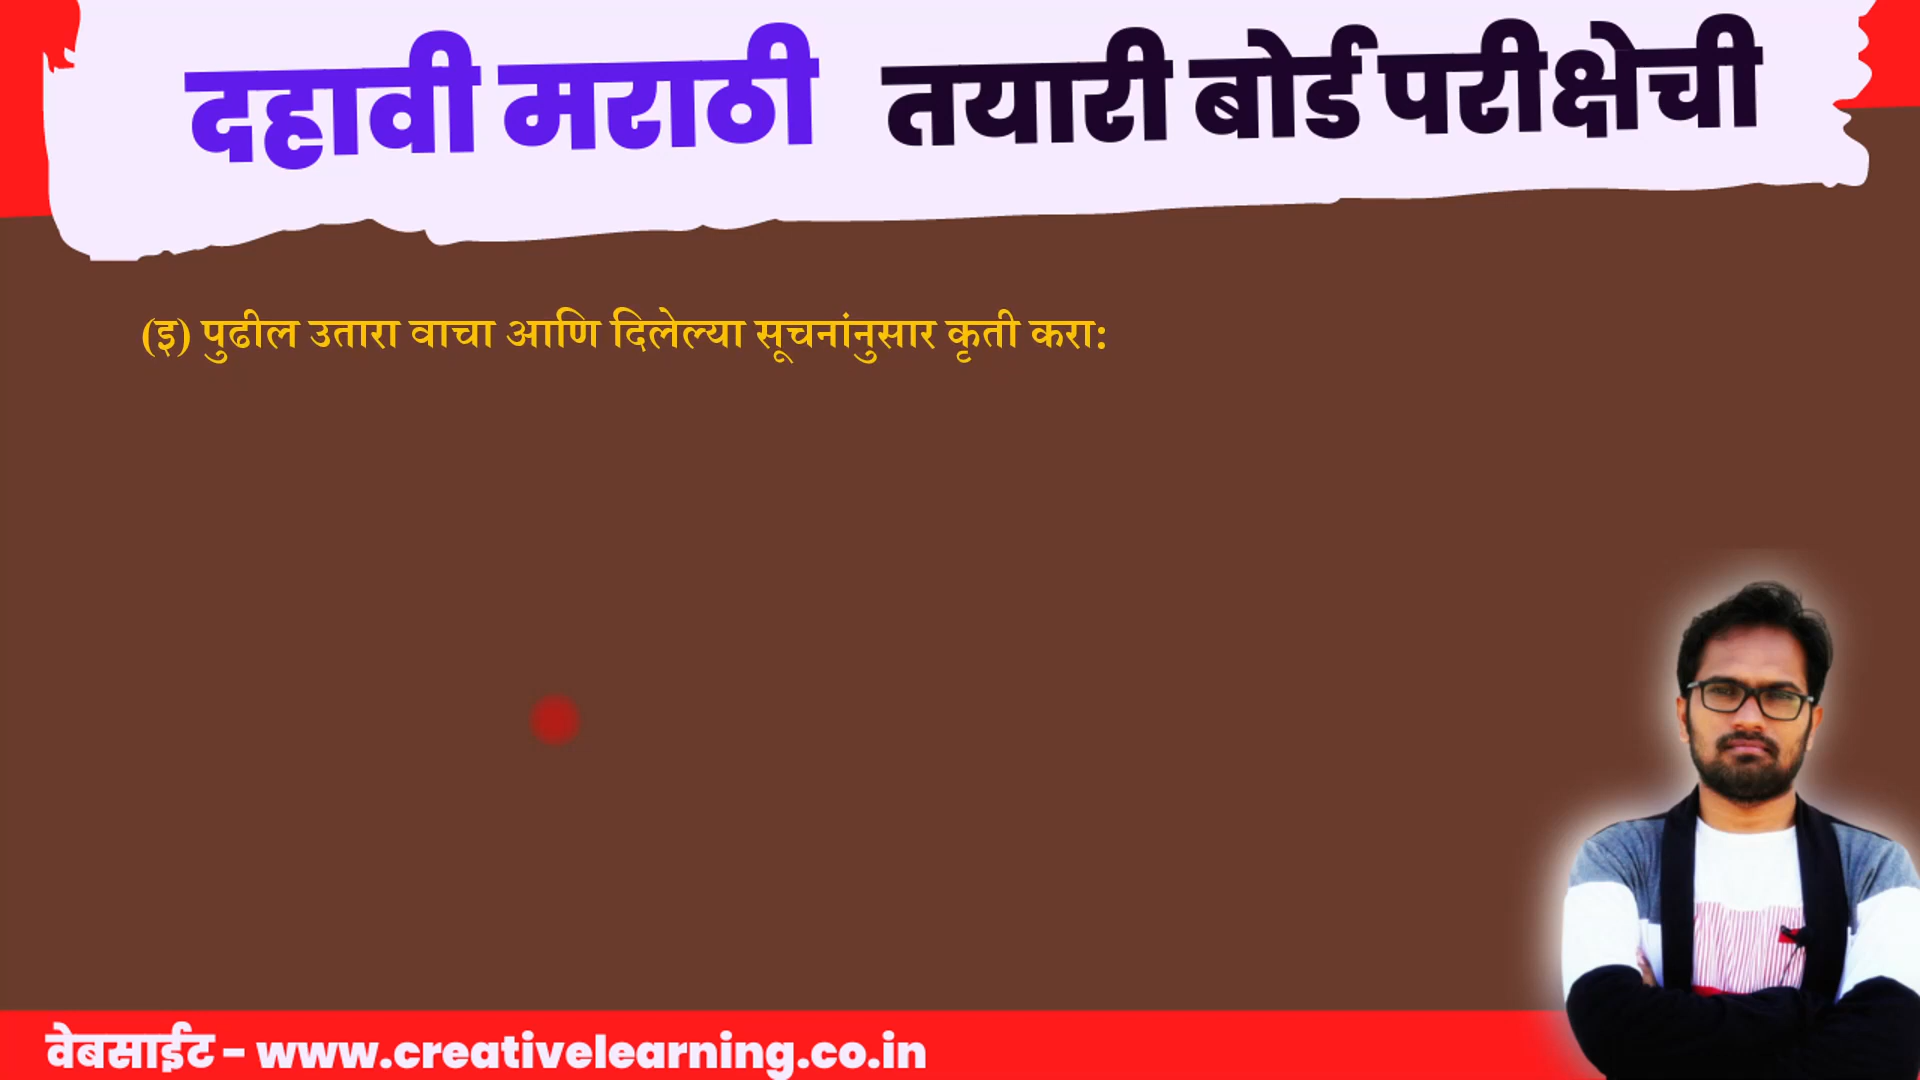 दहावी मराठी तयारी बोर्ड परीक्षेची
(इ) पुढील उतारा वाचा आणि दिलेल्या सूचनांनुसार कृती करा:
वेबसाईट - www.creativelearning.co.in